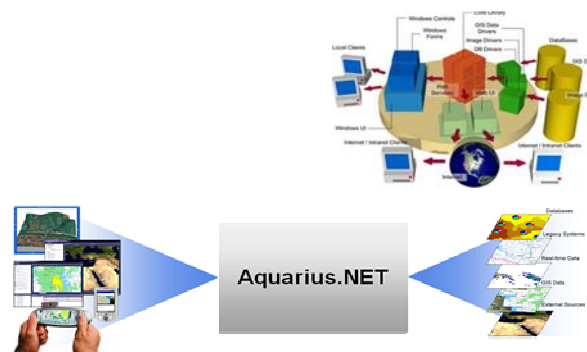 Core Library
Windows Controls
Windows
Forms
GIS Data
Drivers
Image Drivers
DB Drivers
DataBases
Local Clients
GIS D
Image
Web
Services
Web UI
Windows UI
Internet / Intranet Clients
Internet / Intranet Clients
Internet
Databases
Legacy Systems
Real-time Data
Aquarius.NET
GIS Data
External Sources